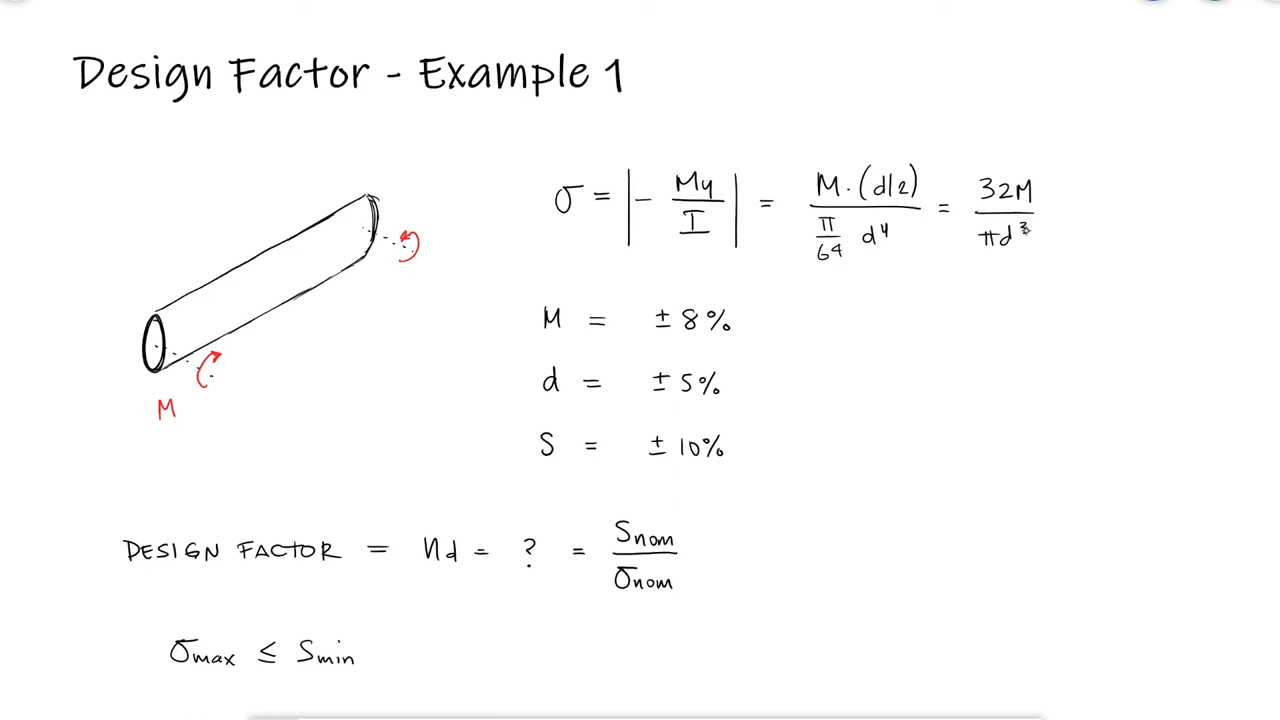 Design Factor - Example 1
σ = |- My/I| = M·(d/2)/(π/64 d⁴) = 32M/πd³
M = ± 8%
d = ± 5%
S = ± 10%
M
DESIGN FACTOR = nd = ? = Snom/σnom
σmax ≤ Smin